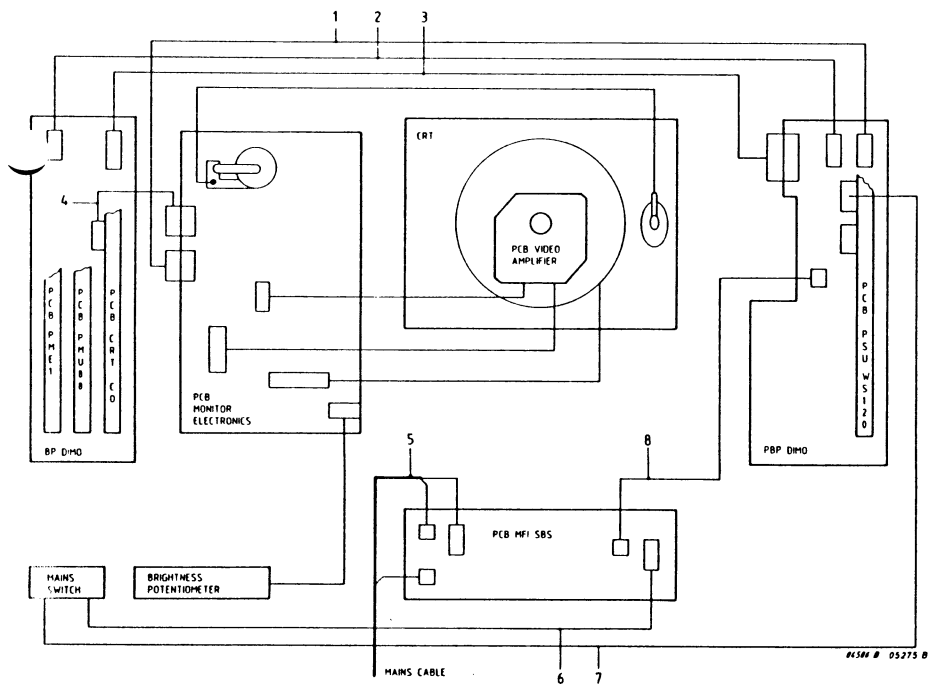 1 2 3
CRT
4
PCB VIDEO
AMPLIFIER
PCB PME1
PCB PMUBB
PCB CRT CO
PCB PSU WS120
PCB
MONITOR
ELECTRONICS
BP DIMO
PBP DIMO
5
8
PCB MFI SBS
MAINS
SWITCH
BRIGHTNESS
POTENTIOMETER
6 7
MAINS CABLE
05275 B